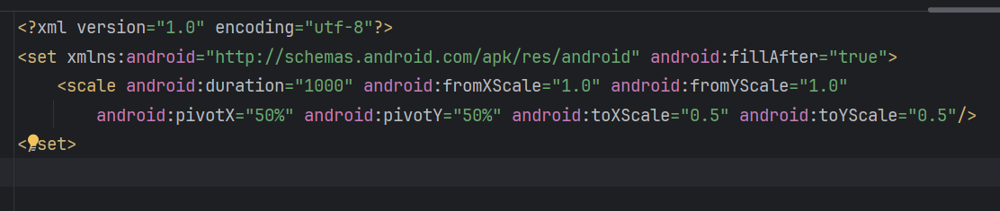 <?xml version="1.0" encoding="utf-8"?>
<set xmlns:android="http://schemas.android.com/apk/res/android" android:fillAfter="true">
<scale android:duration="1000" android:fromXScale="1.0" android:fromYScale="1.0"
android:pivotX="50%" android:pivotY="50%" android:toXScale="0.5" android:toYScale="0.5"/>
</set>